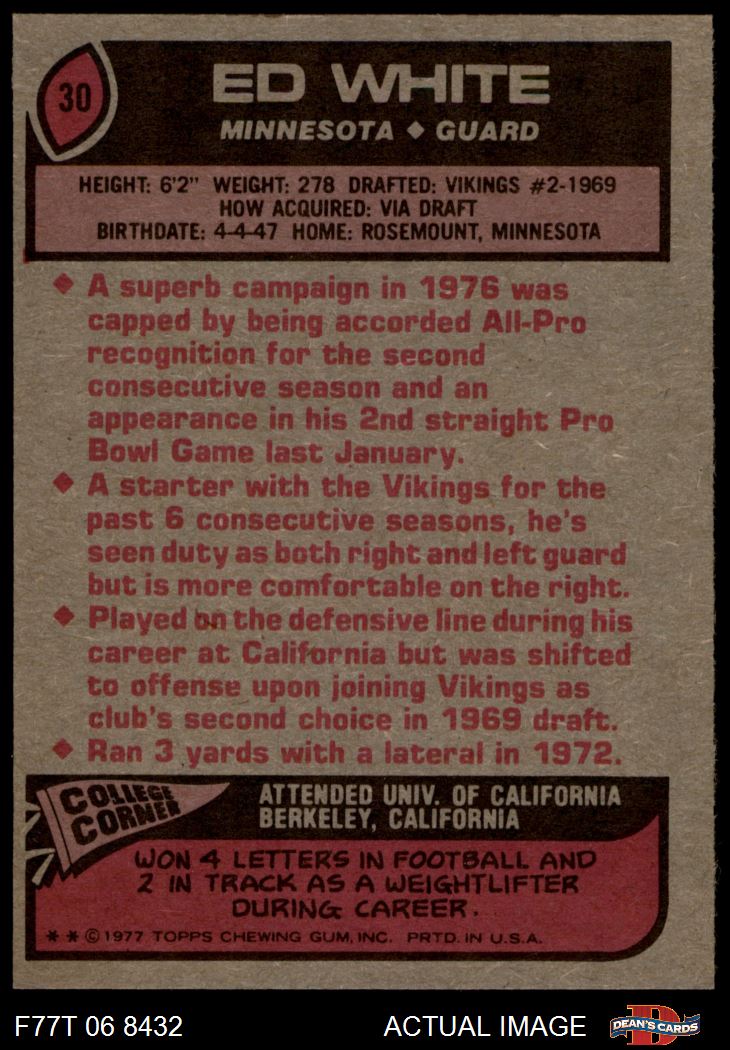 30
ED WHITE
MINNESOTA ♦ GUARD
HEIGHT: 6'2" WEIGHT: 278 DRAFTED: VIKINGS #2-1969
HOW ACQUIRED: VIA DRAFT
BIRTHDATE: 4-4-47 HOME: ROSEMOUNT, MINNESOTA
♦ A superb campaign in 1976 was
capped by being accorded All-Pro
recognition for the second
consecutive season and an
appearance in his 2nd straight Pro
Bowl Game last January.
♦ A starter with the Vikings for the
past 6 consecutive seasons, he's
seen duty as both right and left guard
but is more comfortable on the right.
♦ Played on the defensive line during his
career at California but was shifted
to offense upon joining Vikings as
club's second choice in 1969 draft.
♦ Ran 3 yards with a lateral in 1972.
COLLEGE
CORNER
ATTENDED UNIV. OF CALIFORNIA
BERKELEY, CALIFORNIA
WON 4 LETTERS IN FOOTBALL AND
2 IN TRACK AS A WEIGHTLIFTER
DURING CAREER.
* * © 1977 TOPPS CHEWING GUM, INC. PRTD. IN U.S.A.
F77T 06 8432
ACTUAL IMAGE
DEAN'S CARDS